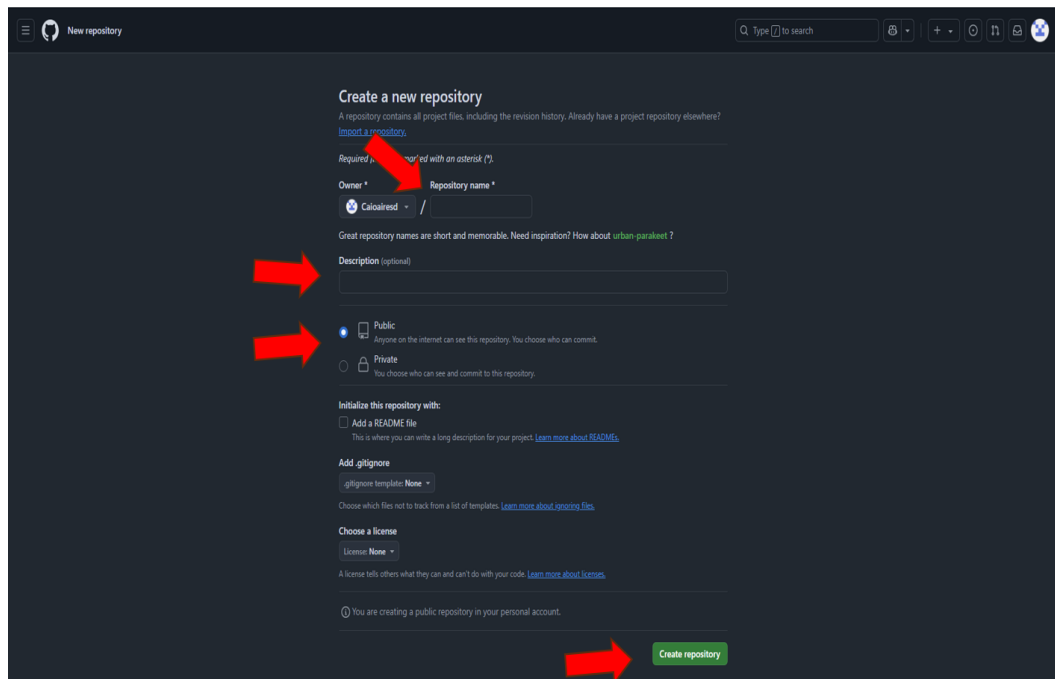 New repository
Type / to search
Create a new repository
A repository contains all project files, including the revision history. Already have a project repository elsewhere?
Import a repository.
Required with an asterisk (*).
Owner * Repository name *
Caioairesd /
Great repository names are short and memorable. Need inspiration? How about urban-parakeet ?
Description (optional)
Public
Anyone on the internet can see this repository. You choose who can commit.
Private
You choose who can see and commit to this repository.
Initialize this repository with:
Add a README file
This is where you can write a long description for your project. Learn more about READMEs.
Add .gitignore
.gitignore template: None
Choose which files not to track from a list of templates. Learn more about ignoring files.
Choose a license
License: None
A license tells others what they can and can't do with your code. Learn more about licenses.
You are creating a public repository in your personal account.
Create repository